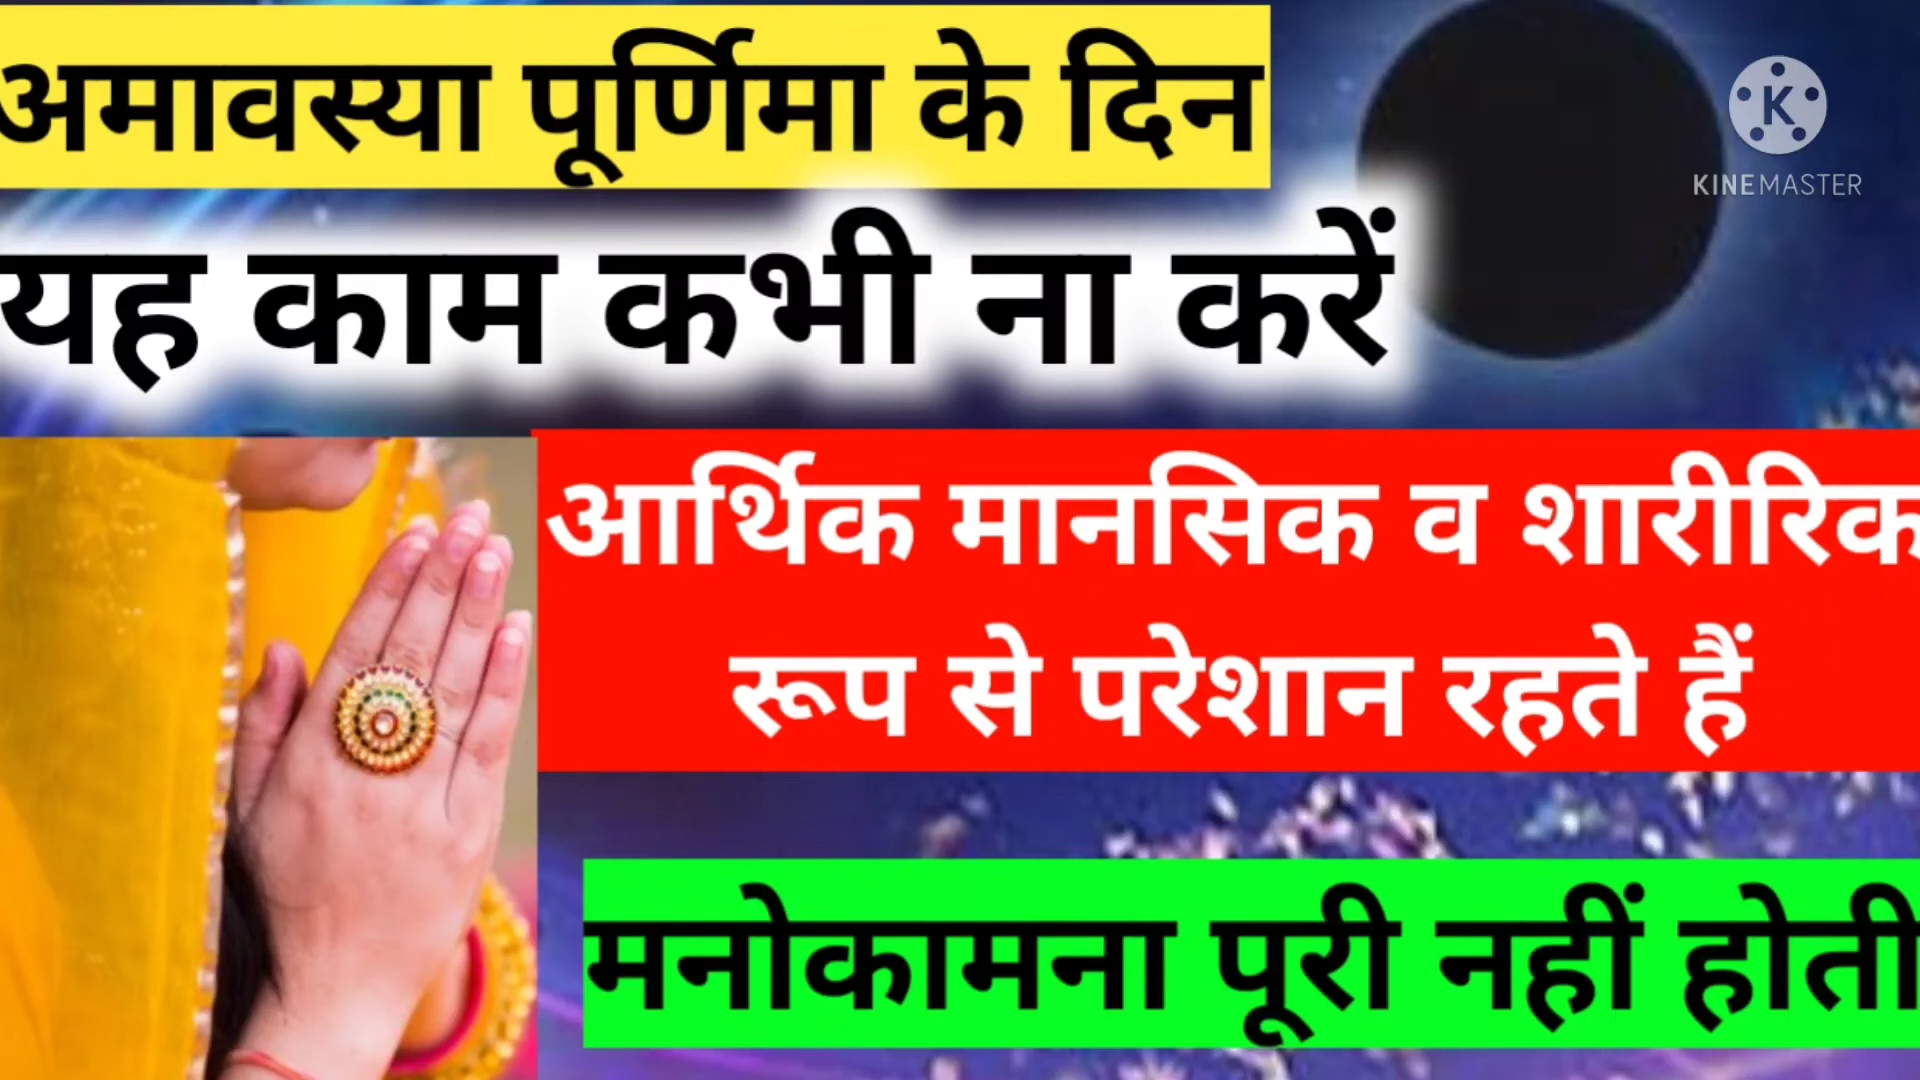 अमावस्या पूर्णिमा के दिन
KINEMASTER
यह काम कभी ना करें
आर्थिक मानसिक व शारीरिक
रूप से परेशान रहते हैं
मनोकामना पूरी नहीं होती